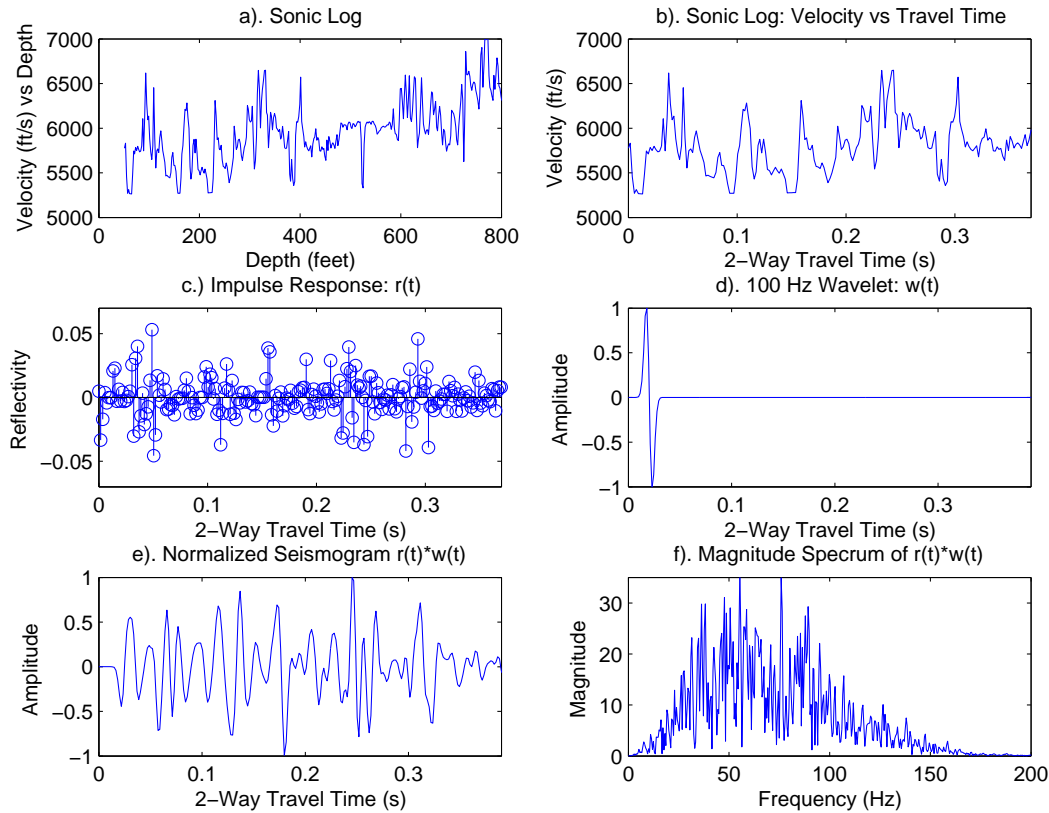 a). Sonic Log
7000
6500
6000
5500
5000
Velocity (ft/s) vs Depth
0 200 400 600 800
Depth (feet)
b). Sonic Log: Velocity vs Travel Time
7000
6500
6000
5500
5000
Velocity (ft/s)
0 0.1 0.2 0.3
2−Way Travel Time (s)
c.) Impulse Response: r(t)
0.05
0
−0.05
Reflectivity
0 0.1 0.2 0.3
2−Way Travel Time (s)
d). 100 Hz Wavelet: w(t)
1
0.5
0
−0.5
−1
Amplitude
0 0.1 0.2 0.3
2−Way Travel Time (s)
e). Normalized Seismogram r(t)*w(t)
1
0.5
0
−0.5
−1
Amplitude
0 0.1 0.2 0.3
2−Way Travel Time (s)
f). Magnitude Specrum of r(t)*w(t)
30
20
10
0
Magnitude
0 50 100 150 200
Frequency (Hz)